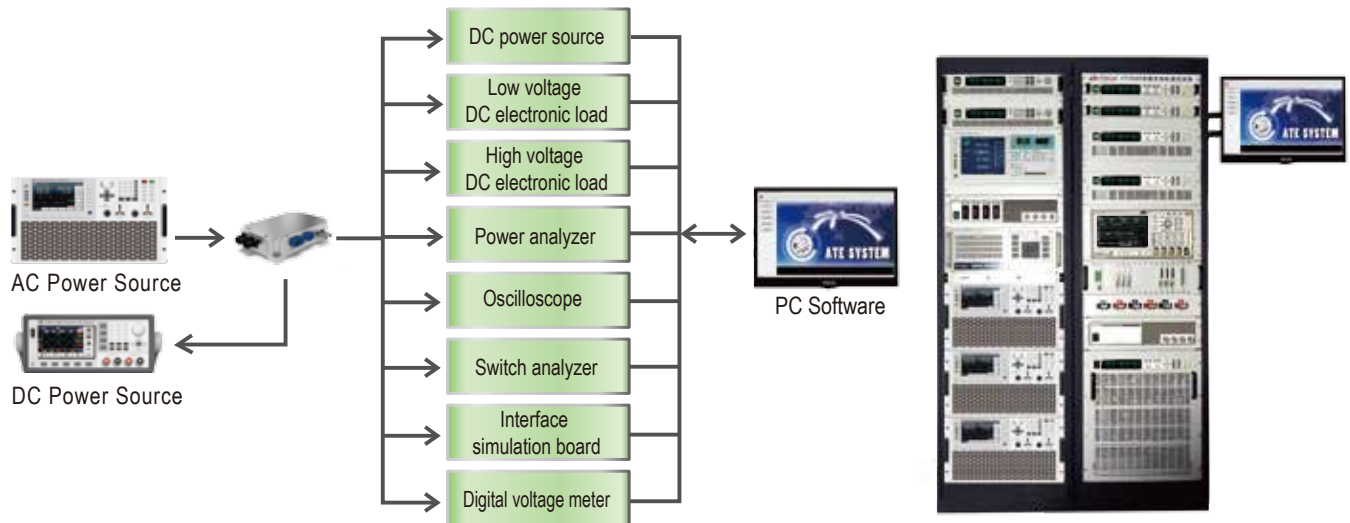 DC power source
Low voltage
DC electronic load
High voltage
DC electronic load
Power analyzer
Oscilloscope
Switch analyzer
Interface
simulation board
Digital voltage meter
AC Power Source
DC Power Source
ATE SYSTEM
PC Software
ATE SYSTEM